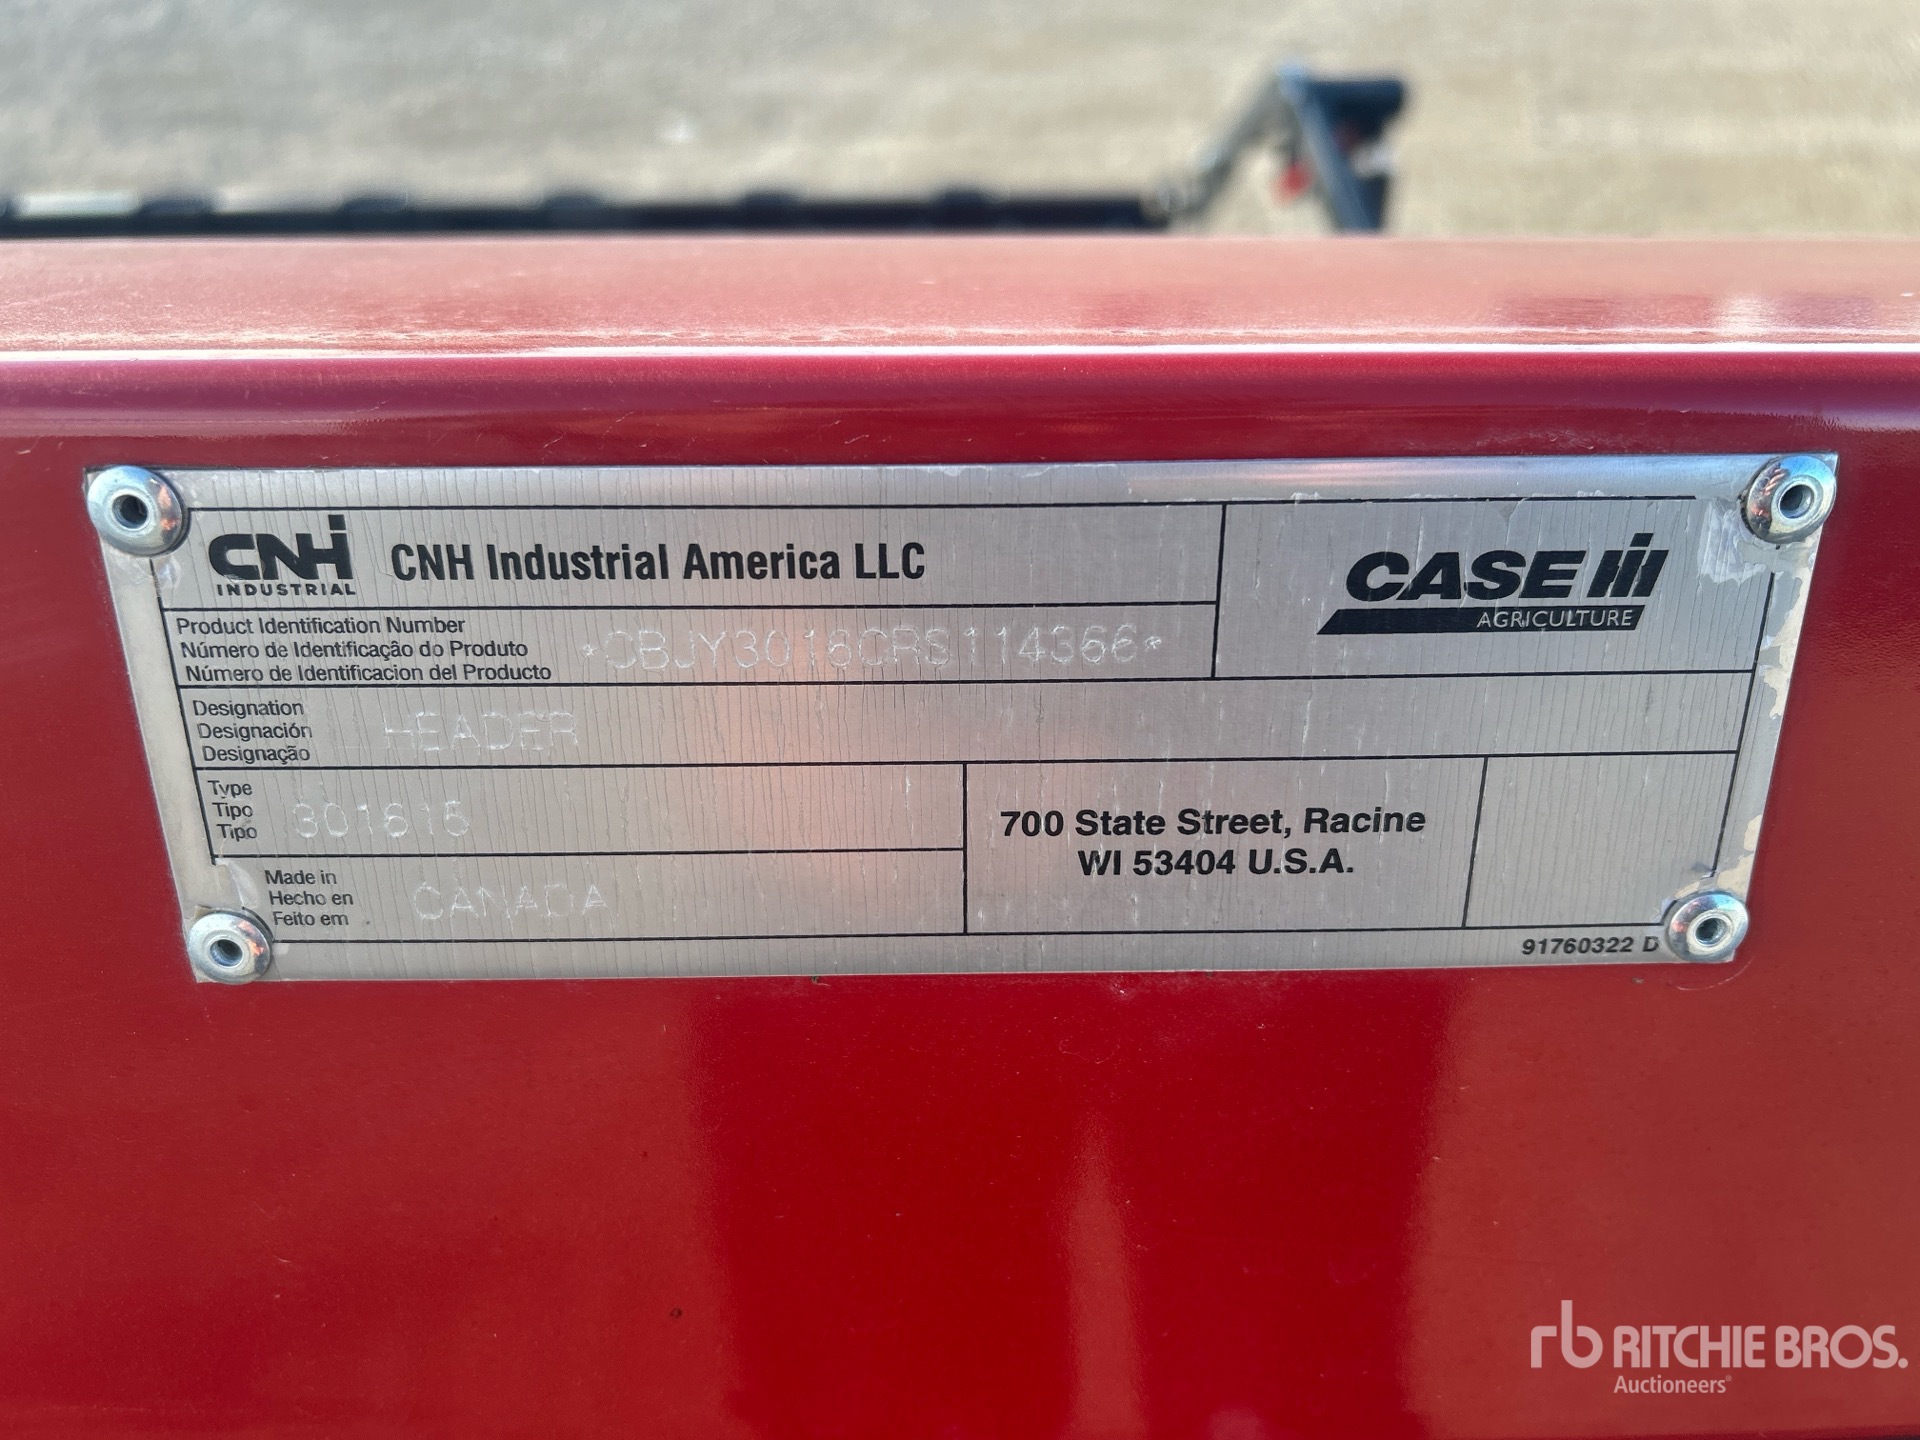 CNH INDUSTRIAL CNH Industrial America LLC
CASE IH
AGRICULTURE
Product Identification Number
Número de Identificação do Produto
Número de Identificacion del Producto
*CBJY3016CRS114366*
Designation
Designación
Designação
HEADER
Type
Tipo
Tipo
301615
700 State Street, Racine
WI 53404 U.S.A.
Made in
Hecho en
Feito em
CANADA
91760322 D
rb RITCHIE BROS.
Auctioneers